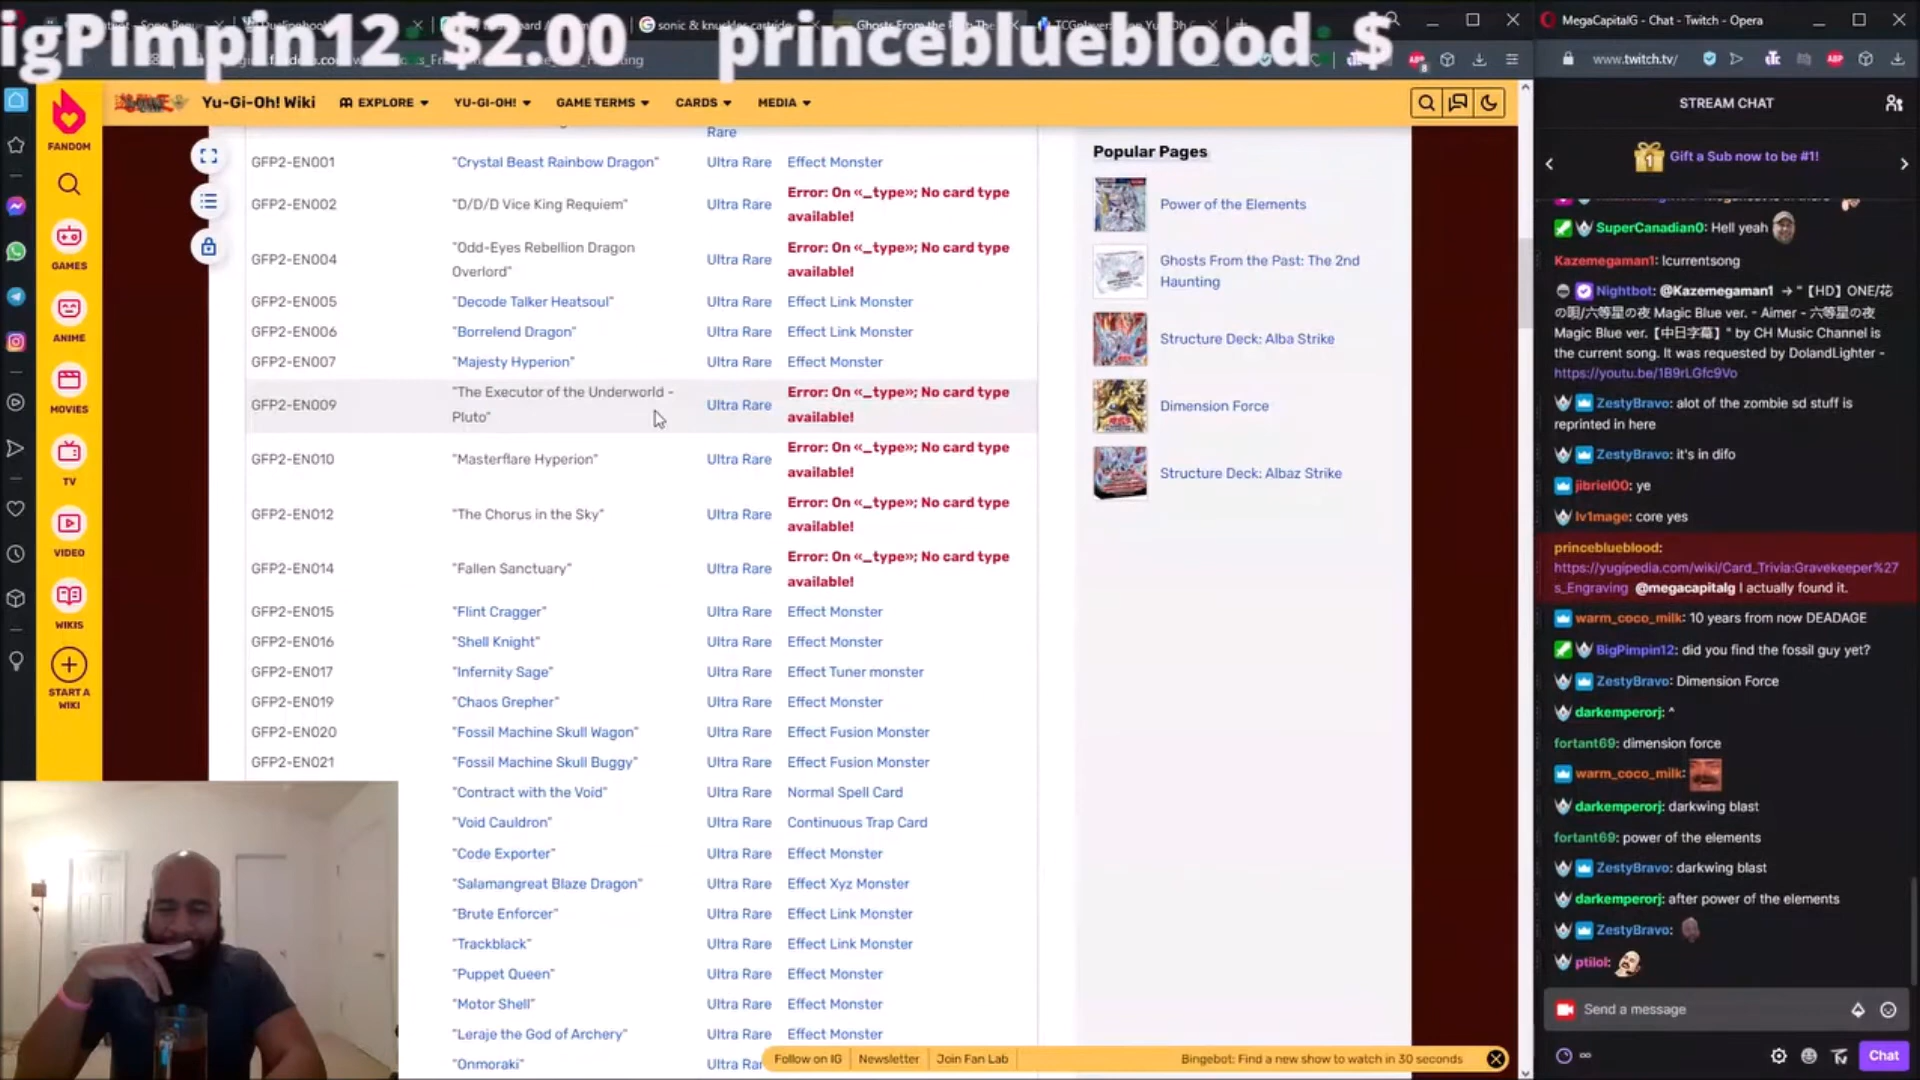 igPimpin12 $2.00 princeblueblood $
sonic & knuckles cartridg
Ghosts From the Past: The
MegaCapitalG - Chat - Twitch - Opera
www.twitch.tv/
Yu-Gi-Oh! Wiki EXPLORE YU-GI-OH! GAME TERMS CARDS MEDIA
FANDOM
GAMES
ANIME
MOVIES
TV
VIDEO
WIKIS
START A
WIKI
Rare
GFP2-EN001 "Crystal Beast Rainbow Dragon" Ultra Rare Effect Monster
GFP2-EN002 "D/D/D Vice King Requiem" Ultra Rare Error: On «_type»; No card type
available!
GFP2-EN004 "Odd-Eyes Rebellion Dragon
Overlord" Ultra Rare Error: On «_type»; No card type
available!
GFP2-EN005 "Decode Talker Heatsoul" Ultra Rare Effect Link Monster
GFP2-EN006 "Borrelend Dragon" Ultra Rare Effect Link Monster
GFP2-EN007 "Majesty Hyperion" Ultra Rare Effect Monster
GFP2-EN009 "The Executor of the Underworld -
Pluto" Ultra Rare Error: On «_type»; No card type
available!
GFP2-EN010 "Masterflare Hyperion" Ultra Rare Error: On «_type»; No card type
available!
GFP2-EN012 "The Chorus in the Sky" Ultra Rare Error: On «_type»; No card type
available!
GFP2-EN014 "Fallen Sanctuary" Ultra Rare Error: On «_type»; No card type
available!
GFP2-EN015 "Flint Cragger" Ultra Rare Effect Monster
GFP2-EN016 "Shell Knight" Ultra Rare Effect Monster
GFP2-EN017 "Infernity Sage" Ultra Rare Effect Tuner monster
GFP2-EN019 "Chaos Grepher" Ultra Rare Effect Monster
GFP2-EN020 "Fossil Machine Skull Wagon" Ultra Rare Effect Fusion Monster
GFP2-EN021 "Fossil Machine Skull Buggy" Ultra Rare Effect Fusion Monster
"Contract with the Void" Ultra Rare Normal Spell Card
"Void Cauldron" Ultra Rare Continuous Trap Card
"Code Exporter" Ultra Rare Effect Monster
"Salamangreat Blaze Dragon" Ultra Rare Effect Xyz Monster
"Brute Enforcer" Ultra Rare Effect Link Monster
"Trackblack" Ultra Rare Effect Link Monster
"Puppet Queen" Ultra Rare Effect Monster
"Motor Shell" Ultra Rare Effect Monster
"Leraje the God of Archery" Ultra Rare Effect Monster
"Onmoraki" Ultra Rar
Popular Pages
Power of the Elements
Ghosts From the Past: The 2nd
Haunting
Structure Deck: Alba Strike
Dimension Force
Structure Deck: Albaz Strike
Follow on IG Newsletter Join Fan Lab Bingebot: Find a new show to watch in 30 seconds
STREAM CHAT
1 Gift a Sub now to be #1!
SuperCanadian0: Hell yeah
Kazemegaman1: !currentsong
Nightbot: @Kazemegaman1 → "【HD】ONE/花
の唄/六等星の夜 Magic Blue ver. - Aimer - 六等星の夜
Magic Blue ver.【中日字幕】" by CH Music Channel is
the current song. It was requested by DolandLighter -
https://youtu.be/1B9rLGfc9Vo
ZestyBravo: alot of the zombie sd stuff is
reprinted in here
ZestyBravo: it's in difo
jibriel00: ye
lv1mage: core yes
princeblueblood:
https://yugipedia.com/wiki/Card_Trivia:Gravekeeper%27
s_Engraving @megacapitalg I actually found it.
warm_coco_milk: 10 years from now DEADAGE
BigPimpin12: did you find the fossil guy yet?
ZestyBravo: Dimension Force
darkemperorj: ^
fortant69: dimension force
warm_coco_milk:
darkemperorj: darkwing blast
fortant69: power of the elements
ZestyBravo: darkwing blast
darkemperorj: after power of the elements
ZestyBravo:
ptilol:
Send a message
Chat